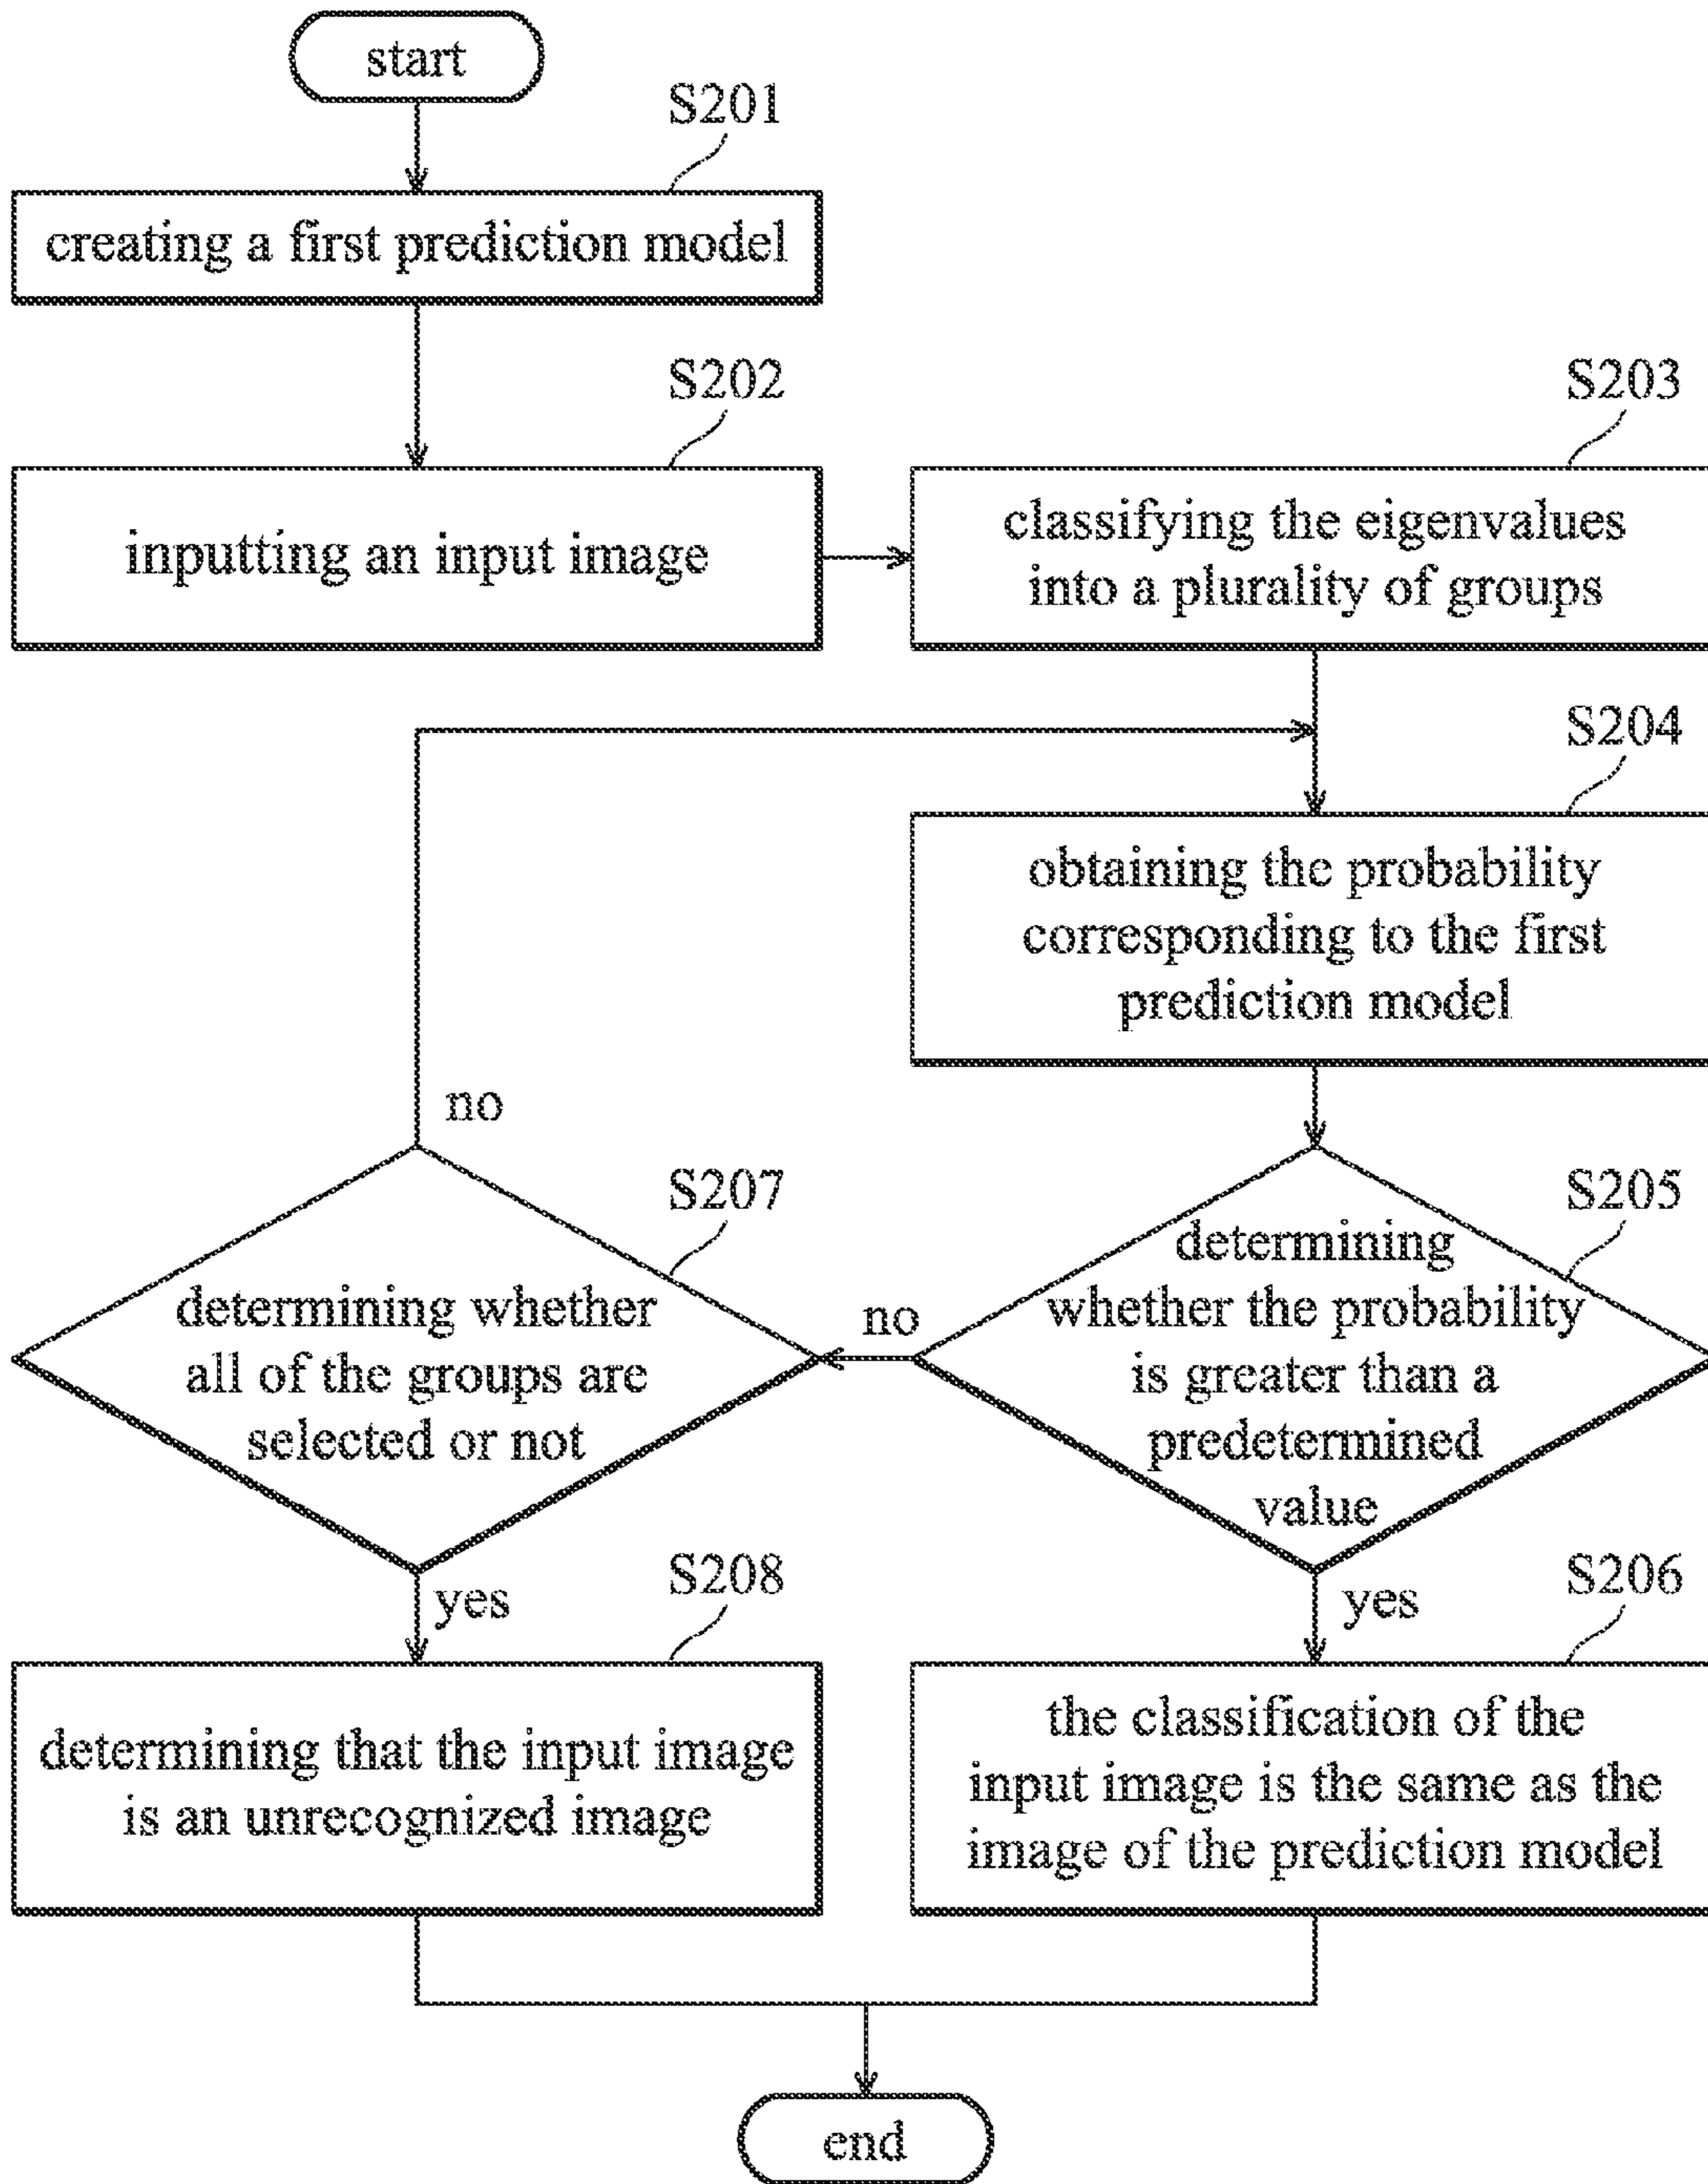 start
S201
creating a first prediction model
S202
inputting an input image
S203
classifying the eigenvalues
into a plurality of groups
S204
obtaining the probability
corresponding to the first
prediction model
S205
determining
whether the probability
is greater than a
predetermined
value
no
S207
determining whether
all of the groups are
selected or not
no
yes
S208
determining that the input image
is an unrecognized image
yes
S206
the classification of the
input image is the same as the
image of the prediction model
end